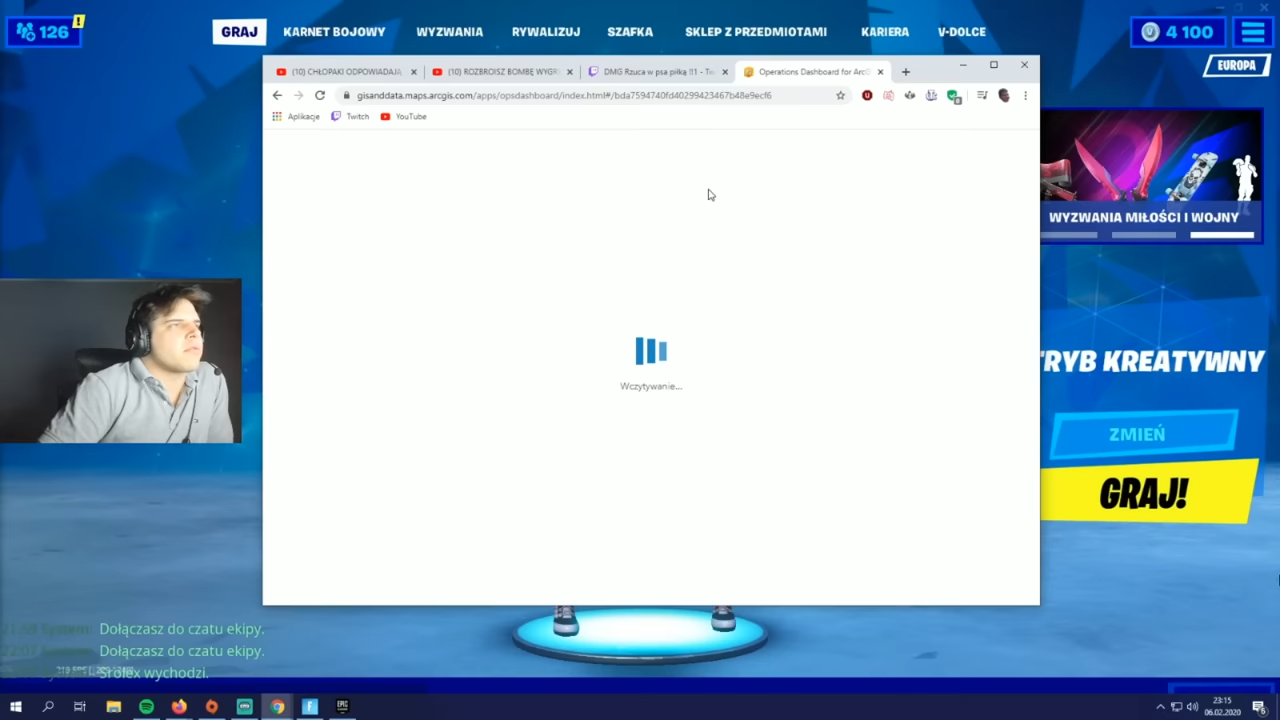 126
!
GRAJ
KARNET BOJOWY
WYZWANIA
RYWALIZUJ
SZAFKA
SKLEP Z PRZEDMIOTAMI
KARIERA
V-DOLCE
4 100
EUROPA
(10) CHŁOPAKI ODPOWIADAJĄ
(10) ROZBROISZ BOMBĘ WYGR
DMG Rzuca w psa piłką !!1 - Tw
Operations Dashboard for ArcG
gisanddata.maps.arcgis.com/apps/opsdashboard/index.html#/bda7594740fd40299423467b48e9ecf6
Aplikacje
Twitch
YouTube
Wczytywanie...
WYZWANIA MIŁOŚCI I WOJNY
TRYB KREATYWNY
ZMIEŃ
GRAJ!
Dołączasz do czatu ekipy.
Dołączasz do czatu ekipy.
Srolex wychodzi.
EPIC
23:15
06.02.2020